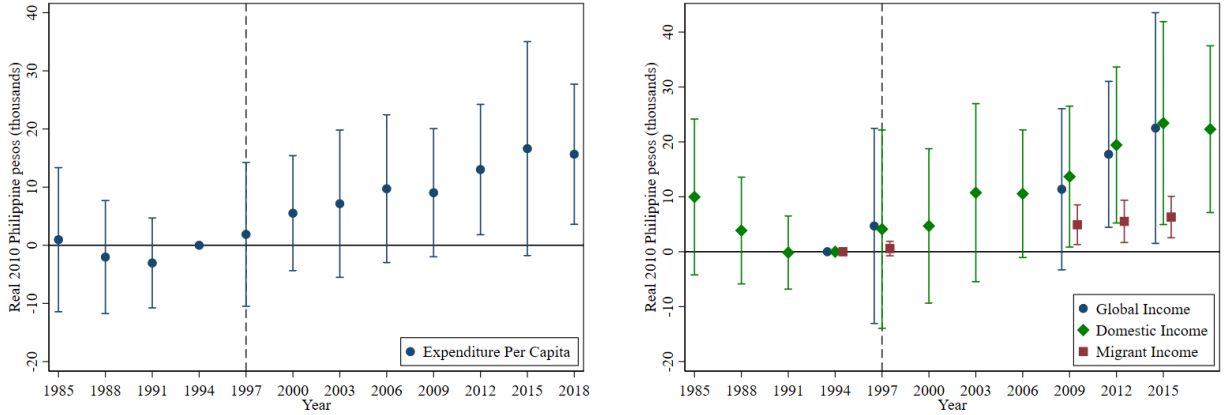 Real 2010 Philippine pesos (thousands)
40
30
20
10
0
-10
-20
1985 1988 1991 1994 1997 2000 2003 2006 2009 2012 2015 2018
Year
Expenditure Per Capita
Real 2010 Philippine pesos (thousands)
40
30
20
10
0
-10
-20
1985 1988 1991 1994 1997 2000 2003 2006 2009 2012 2015
Year
Global Income
Domestic Income
Migrant Income